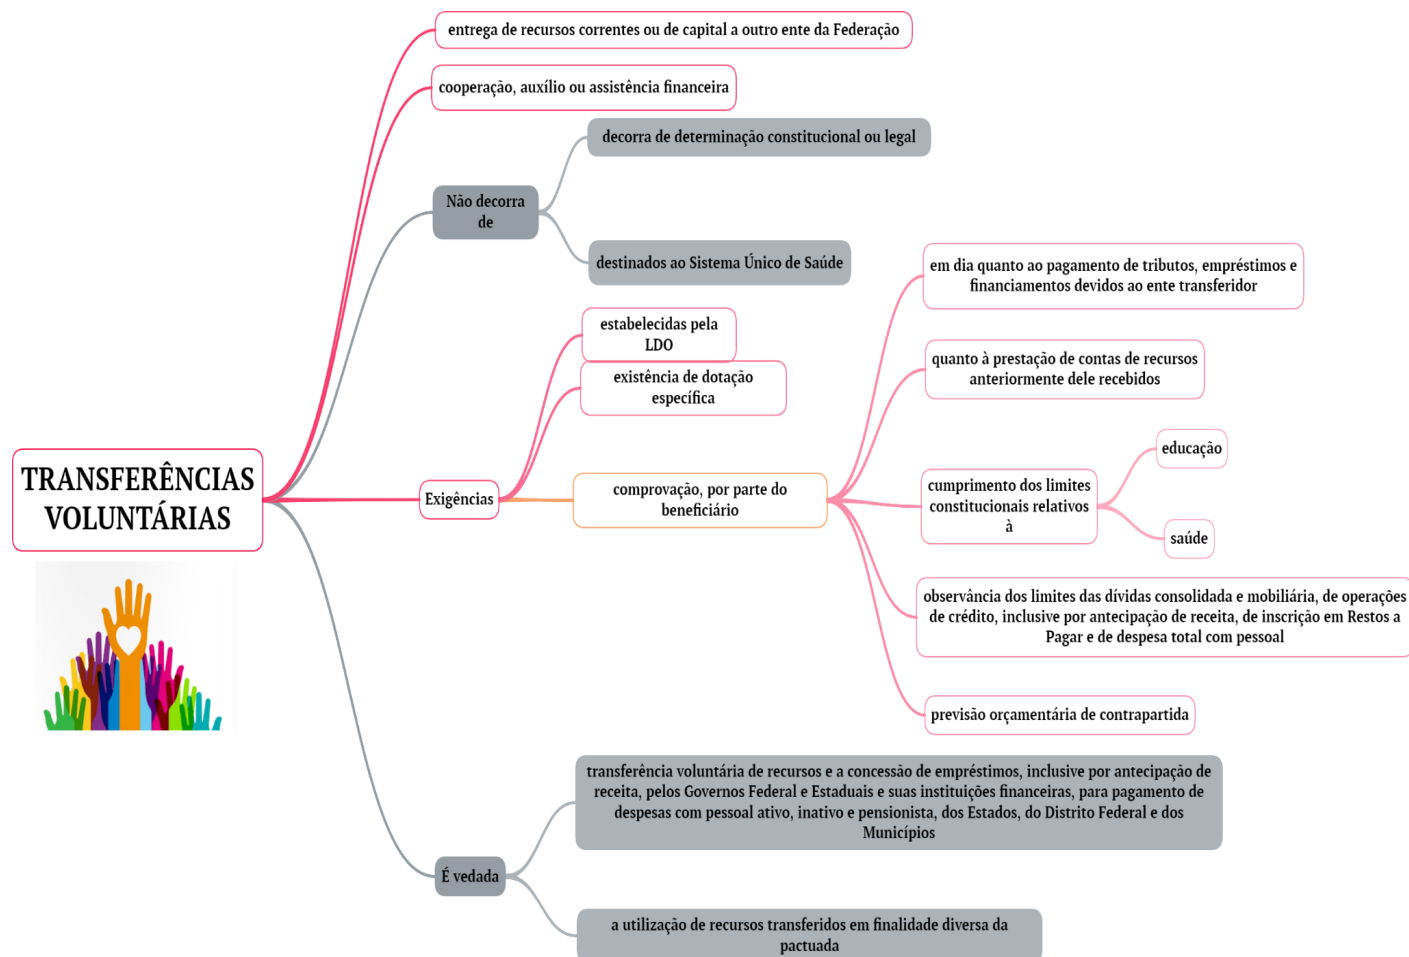 TRANSFERÊNCIAS
VOLUNTÁRIAS
entrega de recursos correntes ou de capital a outro ente da Federação
cooperação, auxílio ou assistência financeira
Não decorra
de
decorra de determinação constitucional ou legal
destinados ao Sistema Único de Saúde
Exigências
estabelecidas pela
LDO
existência de dotação
específica
comprovação, por parte do
beneficiário
em dia quanto ao pagamento de tributos, empréstimos e
financiamentos devidos ao ente transferidor
quanto à prestação de contas de recursos
anteriormente dele recebidos
cumprimento dos limites
constitucionais relativos
à
educação
saúde
observância dos limites das dívidas consolidada e mobiliária, de operações
de crédito, inclusive por antecipação de receita, de inscrição em Restos a
Pagar e de despesa total com pessoal
previsão orçamentária de contrapartida
É vedada
transferência voluntária de recursos e a concessão de empréstimos, inclusive por antecipação de
receita, pelos Governos Federal e Estaduais e suas instituições financeiras, para pagamento de
despesas com pessoal ativo, inativo e pensionista, dos Estados, do Distrito Federal e dos
Municípios
a utilização de recursos transferidos em finalidade diversa da
pactuada